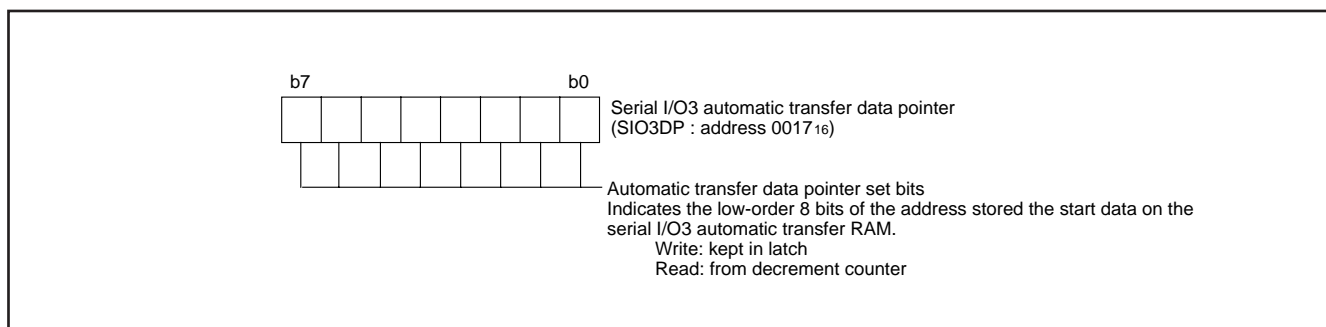 b7 b0
Serial I/O3 automatic transfer data pointer
(SIO3DP : address 0017₁₆)
Automatic transfer data pointer set bits
Indicates the low-order 8 bits of the address stored the start data on the
serial I/O3 automatic transfer RAM.
Write: kept in latch
Read: from decrement counter